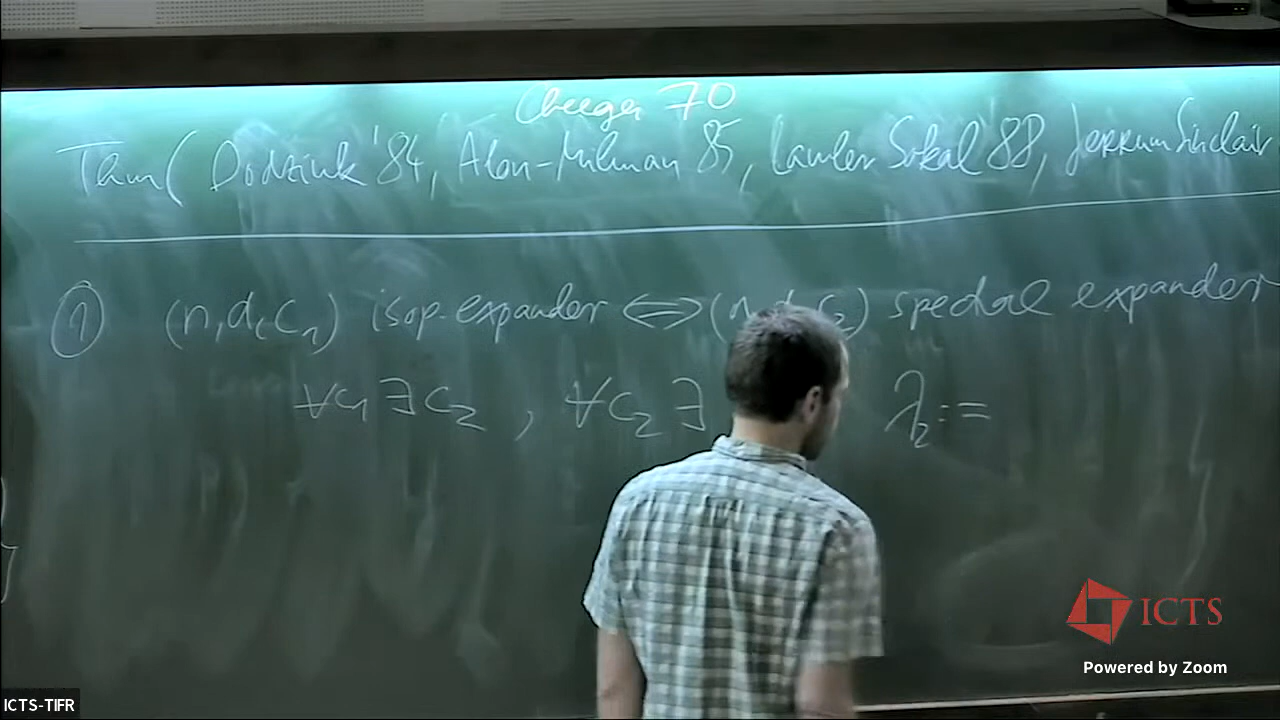 Cheeger 70
Thm ( Dodziuk '84, Alon-Milman 85, Lawler Sokal '88, Jerrum Sinclair
① (n,d,c₁) isop. expander ⟺ (n,d,c₂) spectral expander
∀c₁ ∃ c₂ , ∀c₂ ∃ λ₂ :=
ICTS
Powered by Zoom
ICTS-TIFR